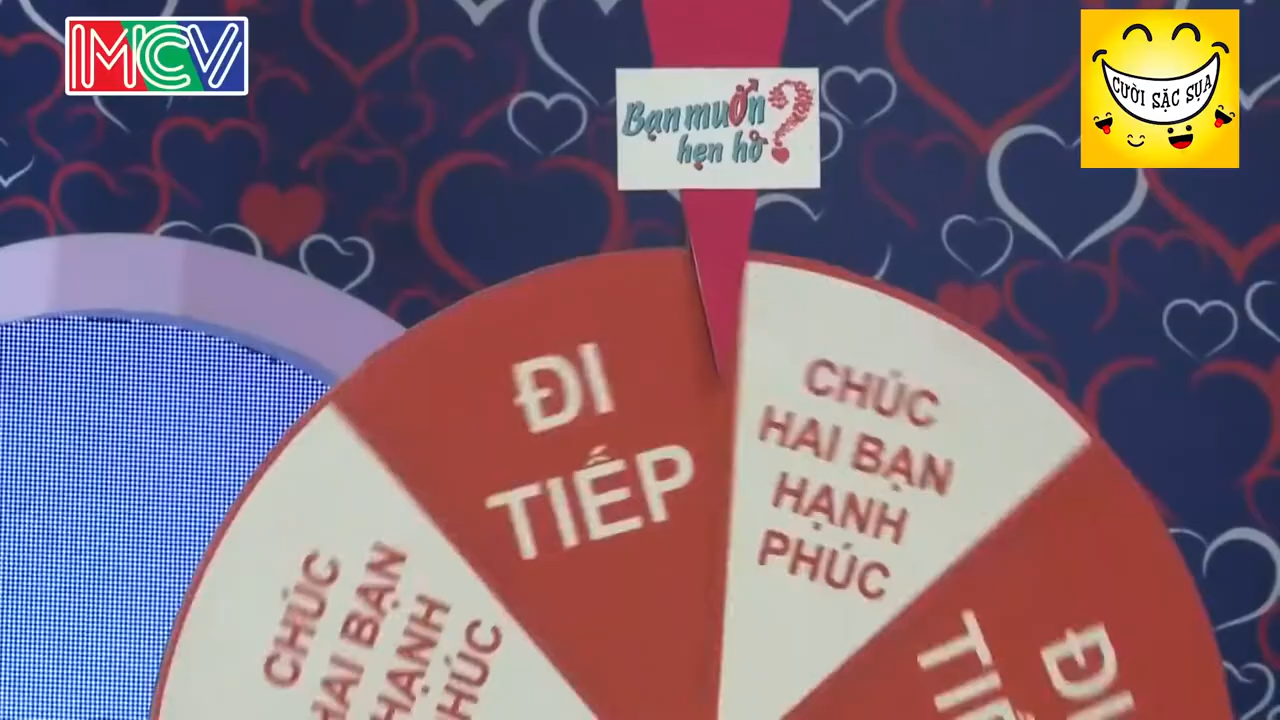 MCV
Bạn muốn
hẹn hò?
CƯỜI SẶC SỤA
ĐI
TIẾP
CHÚC
HAI BẠN
HẠNH
PHÚC
CHÚC
HAI BẠN
HẠNH
PHÚC
ĐI